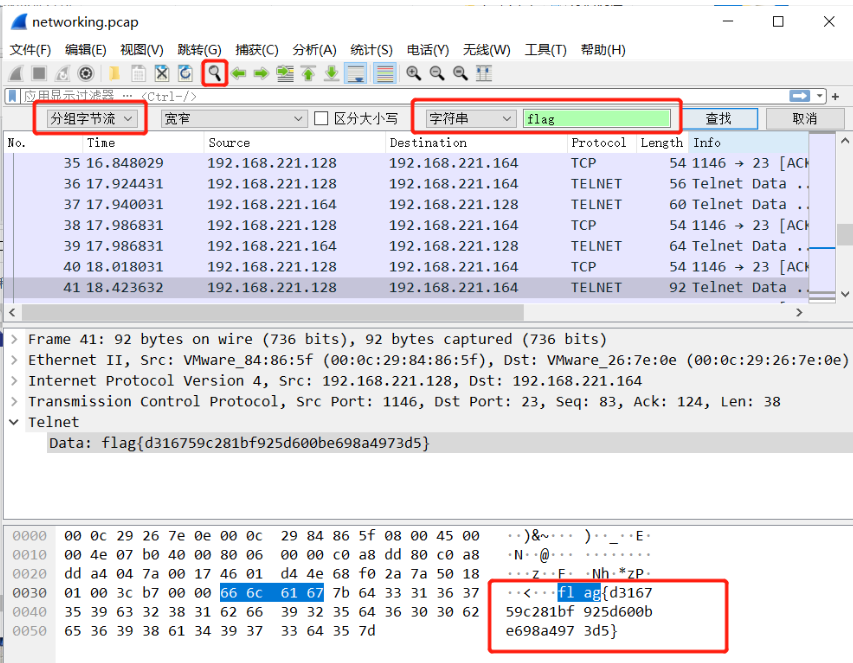 networking.pcap
文件(F) 编辑(E) 视图(V) 跳转(G) 捕获(C) 分析(A) 统计(S) 电话(Y) 无线(W) 工具(T) 帮助(H)
应用显示过滤器 … <Ctrl-/>
分组字节流 宽窄 区分大小写 字符串 flag 查找 取消
No. Time Source Destination Protocol Length Info
35 16.848029 192.168.221.128 192.168.221.164 TCP 54 1146 → 23 [ACK
36 17.924431 192.168.221.128 192.168.221.164 TELNET 56 Telnet Data ..
37 17.940031 192.168.221.164 192.168.221.128 TELNET 60 Telnet Data ..
38 17.986831 192.168.221.128 192.168.221.164 TCP 54 1146 → 23 [ACK
39 17.986831 192.168.221.164 192.168.221.128 TELNET 64 Telnet Data ..
40 18.018031 192.168.221.128 192.168.221.164 TCP 54 1146 → 23 [ACK
41 18.423632 192.168.221.128 192.168.221.164 TELNET 92 Telnet Data ..
Frame 41: 92 bytes on wire (736 bits), 92 bytes captured (736 bits)
Ethernet II, Src: VMware_84:86:5f (00:0c:29:84:86:5f), Dst: VMware_26:7e:0e (00:0c:29:26:7e:0e)
Internet Protocol Version 4, Src: 192.168.221.128, Dst: 192.168.221.164
Transmission Control Protocol, Src Port: 1146, Dst Port: 23, Seq: 83, Ack: 124, Len: 38
Telnet
Data: flag{d316759c281bf925d600be698a4973d5}
0000 00 0c 29 26 7e 0e 00 0c 29 84 86 5f 08 00 45 00 ··)&~··· )··_··E·
0010 00 4e 07 b0 40 00 80 06 00 00 c0 a8 dd 80 c0 a8 ·N··@··· ········
0020 dd a4 04 7a 00 17 46 01 d4 4e 68 f0 2a 7a 50 18 ···z··F· ·Nh·*zP·
0030 01 00 3c b7 00 00 66 6c 61 67 7b 64 33 31 36 37 ··<···fl ag{d3167
0040 35 39 63 32 38 31 62 66 39 32 35 64 36 30 30 62 59c281bf 925d600b
0050 65 36 39 38 61 34 39 37 33 64 35 7d e698a497 3d5}